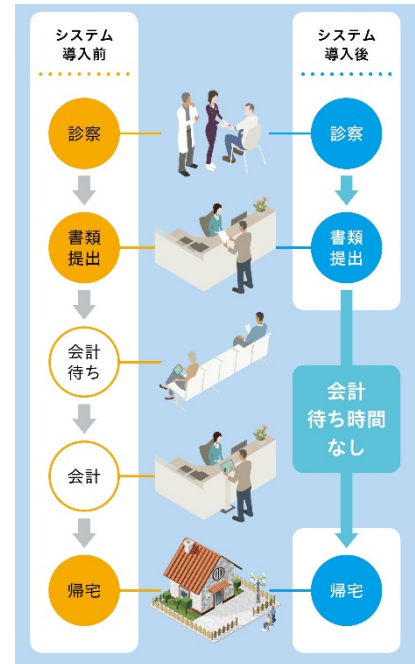 システム
導入前
診察
書類
提出
会計
待ち
会計
帰宅
システム
導入後
診察
書類
提出
会計
待ち時間
なし
帰宅